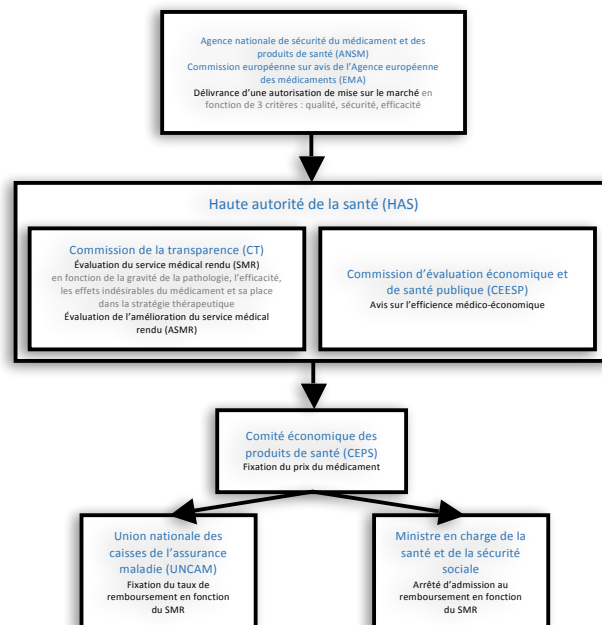 Agence nationale de sécurité du médicament et des
produits de santé (ANSM)
Commission européenne sur avis de l'Agence européenne
des médicaments (EMA)
Délivrance d'une autorisation de mise sur le marché en
fonction de 3 critères : qualité, sécurité, efficacité
Haute autorité de la santé (HAS)
Commission de la transparence (CT)
Évaluation du service médical rendu (SMR)
en fonction de la gravité de la pathologie, l'efficacité,
les effets indésirables du médicament et sa place
dans la stratégie thérapeutique
Évaluation de l'amélioration du service médical
rendu (ASMR)
Commission d'évaluation économique et
de santé publique (CEESP)
Avis sur l'efficience médico-économique
Comité économique des
produits de santé (CEPS)
Fixation du prix du médicament
Union nationale des
caisses de l'assurance
maladie (UNCAM)
Fixation du taux de
remboursement en fonction
du SMR
Ministre en charge de la
santé et de la sécurité
sociale
Arrêté d'admission au
remboursement en fonction
du SMR